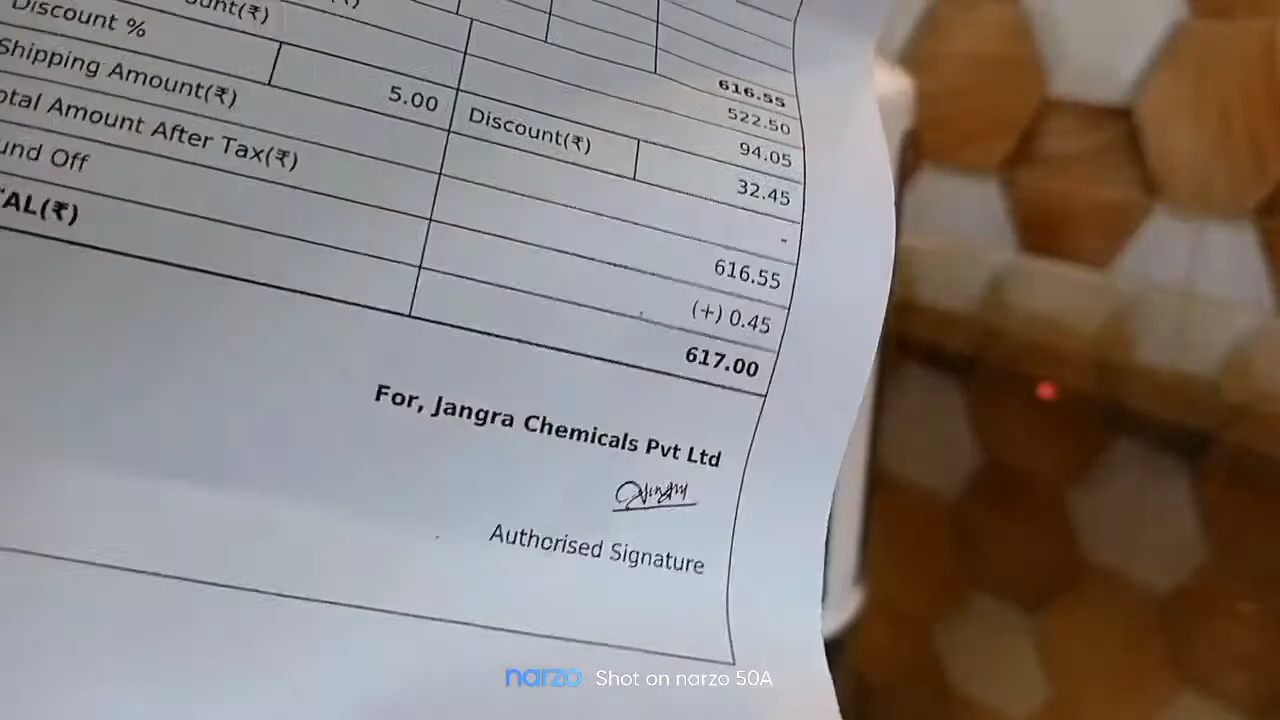 unt(₹)
616.55
522.50
94.05
Discount %
5.00
Discount(₹)
32.45
Shipping Amount(₹)
-
otal Amount After Tax(₹)
616.55
und Off
(+) 0.45
AL(₹)
617.00
For, Jangra Chemicals Pvt Ltd
Authorised Signature
narzo Shot on narzo 50A